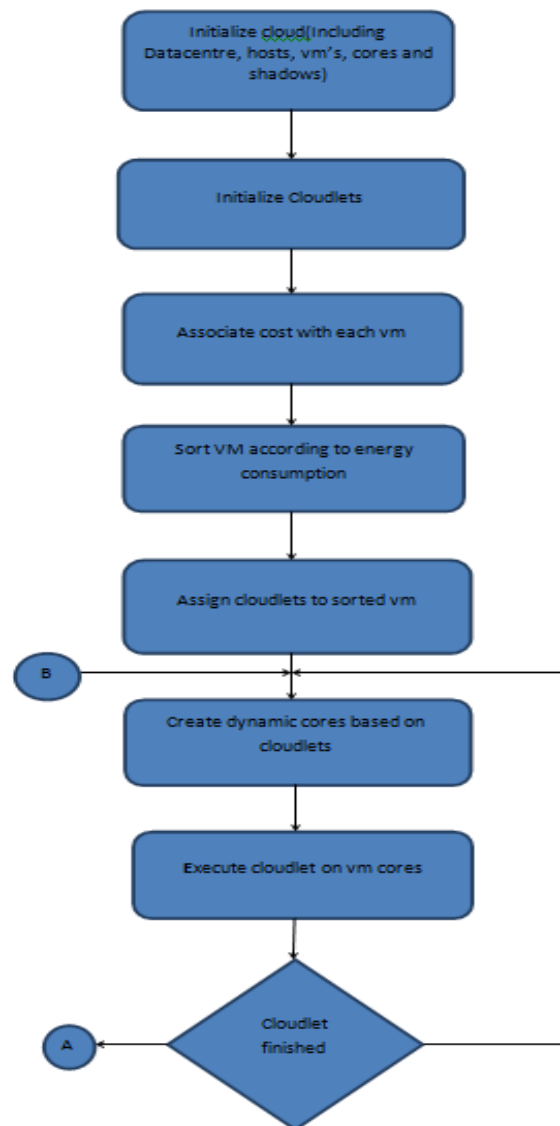 Initialize cloud(Including
Datacentre, hosts, vm's, cores and
shadows)
Initialize Cloudlets
Associate cost with each vm
Sort VM according to energy
consumption
Assign cloudlets to sorted vm
B
Create dynamic cores based on
cloudlets
Execute cloudlet on vm cores
Cloudlet
finished
A